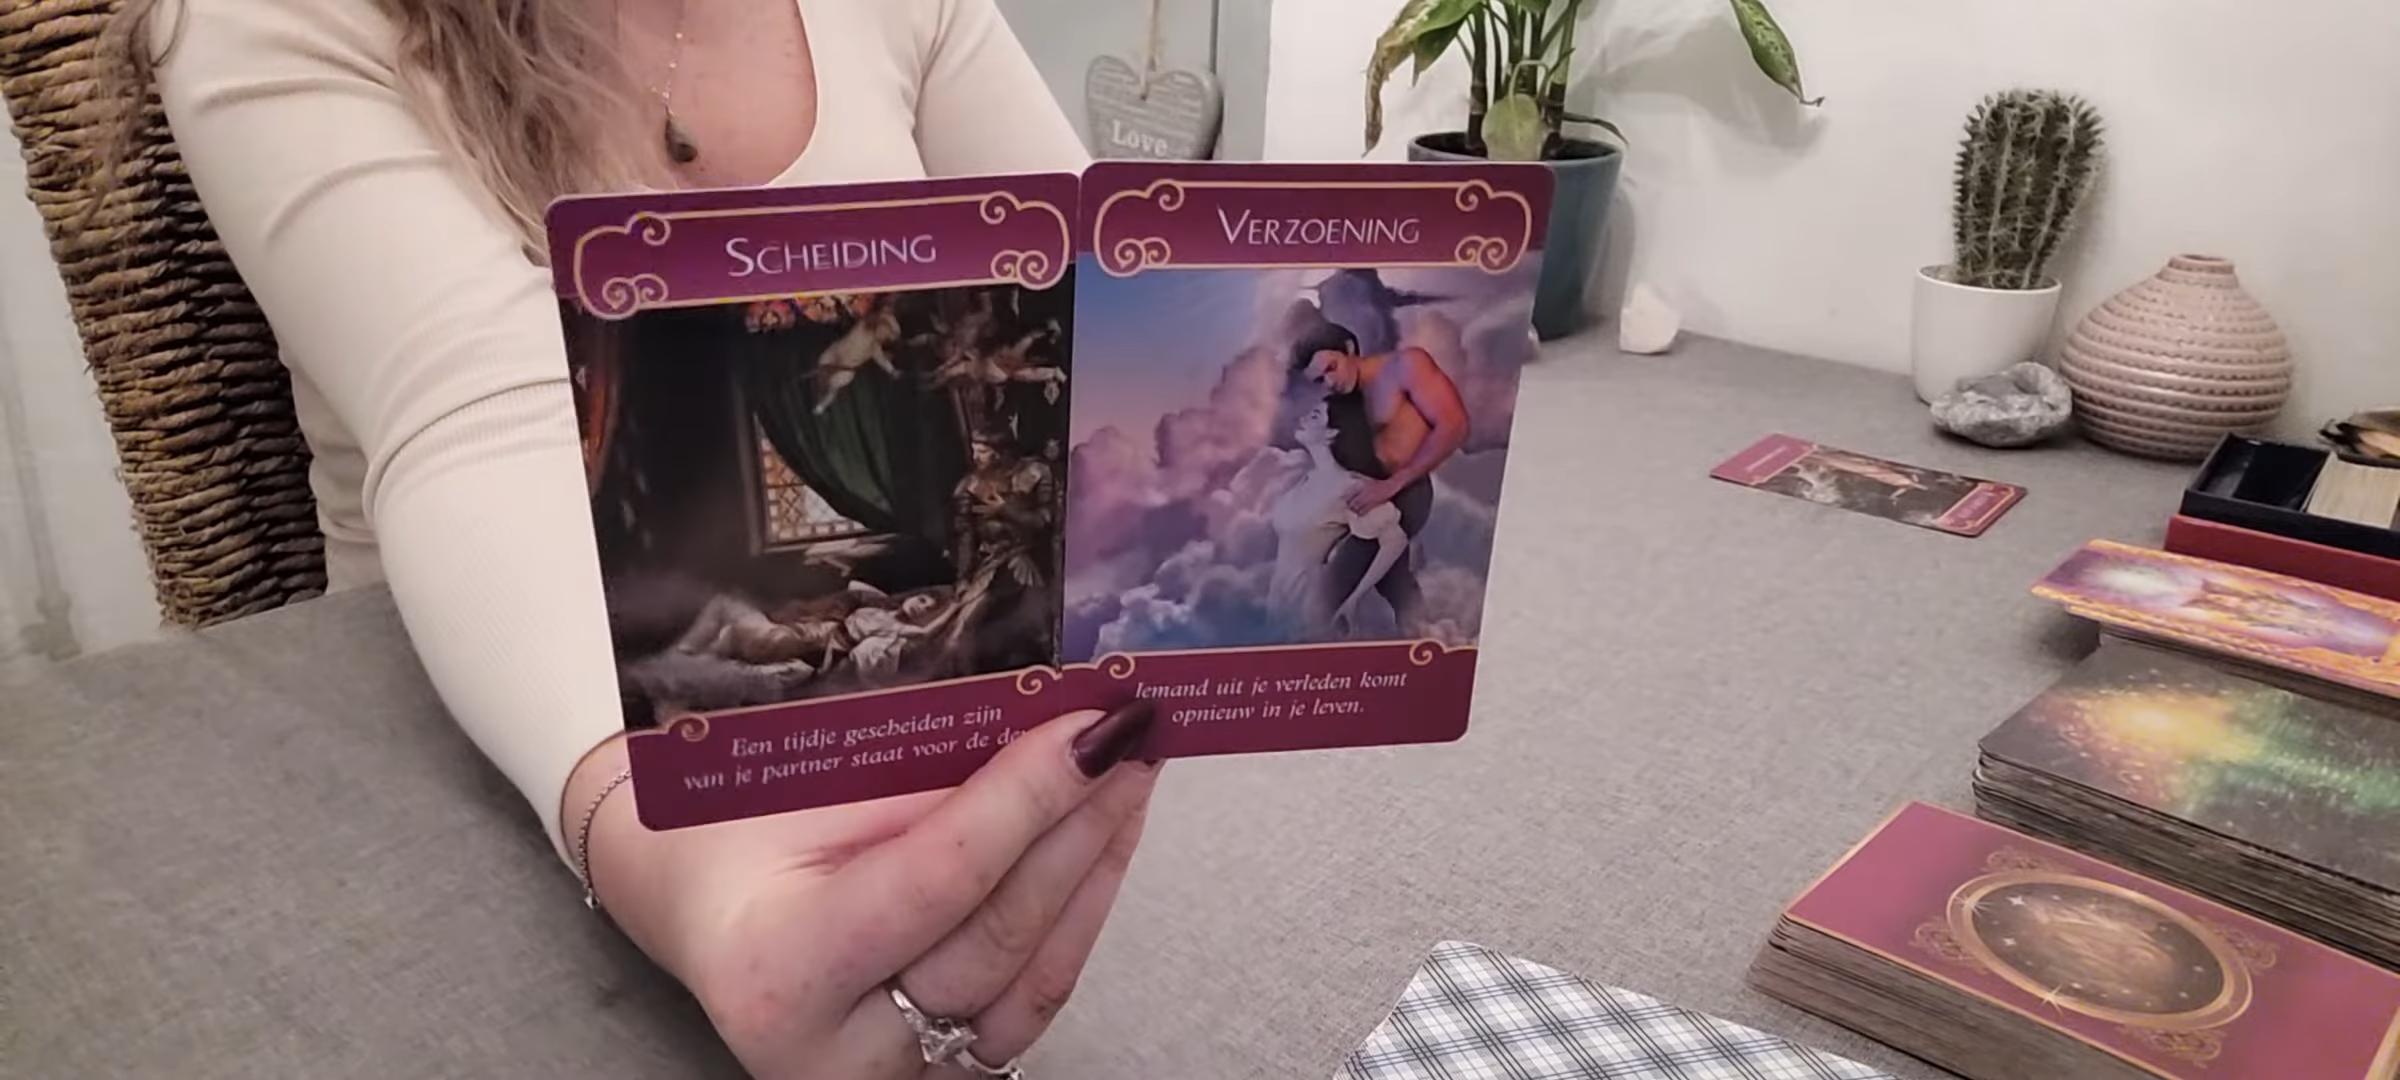 Love
SCHEIDING
Een tijdje gescheiden zijn
van je partner staat voor de
VERZOENING
Iemand uit je verleden komt
opnieuw in je leven.